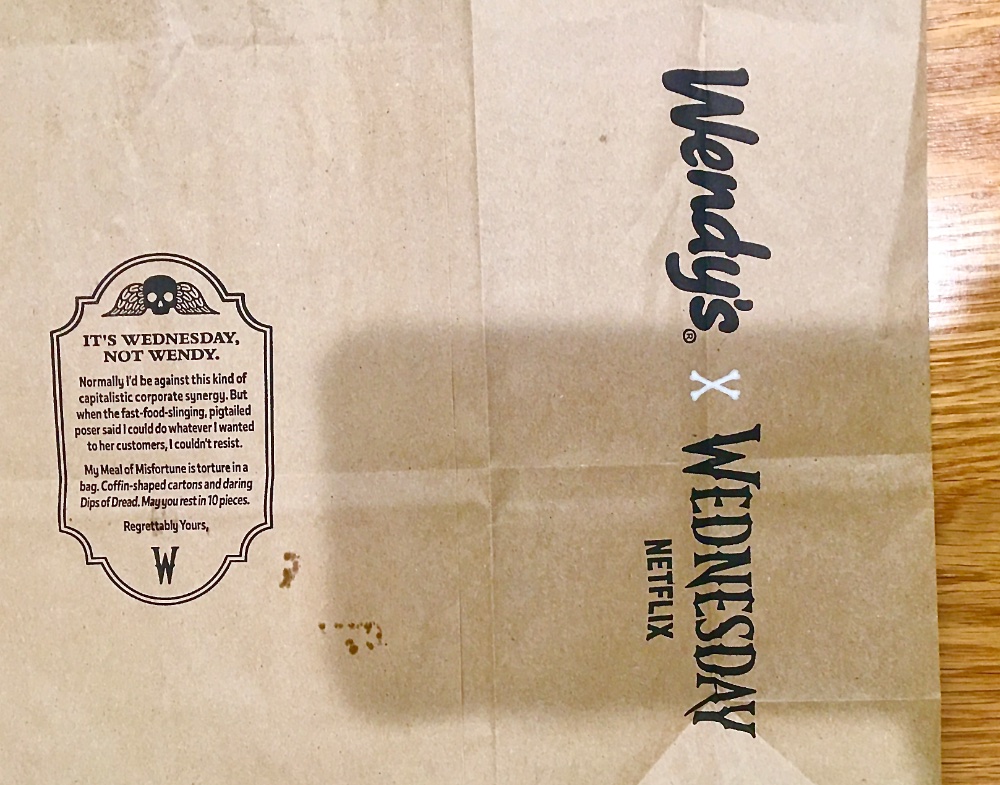 IT'S WEDNESDAY,
NOT WENDY.
Normally I'd be against this kind of
capitalistic corporate synergy. But
when the fast-food-slinging, pigtailed
poser said I could do whatever I wanted
to her customers, I couldn't resist.
My Meal of Misfortune is torture in a
bag. Coffin-shaped cartons and daring
Dips of Dread. May you rest in 10 pieces.
Regrettably Yours,
W
Wendy's®
X
WEDNESDAY
NETFLIX